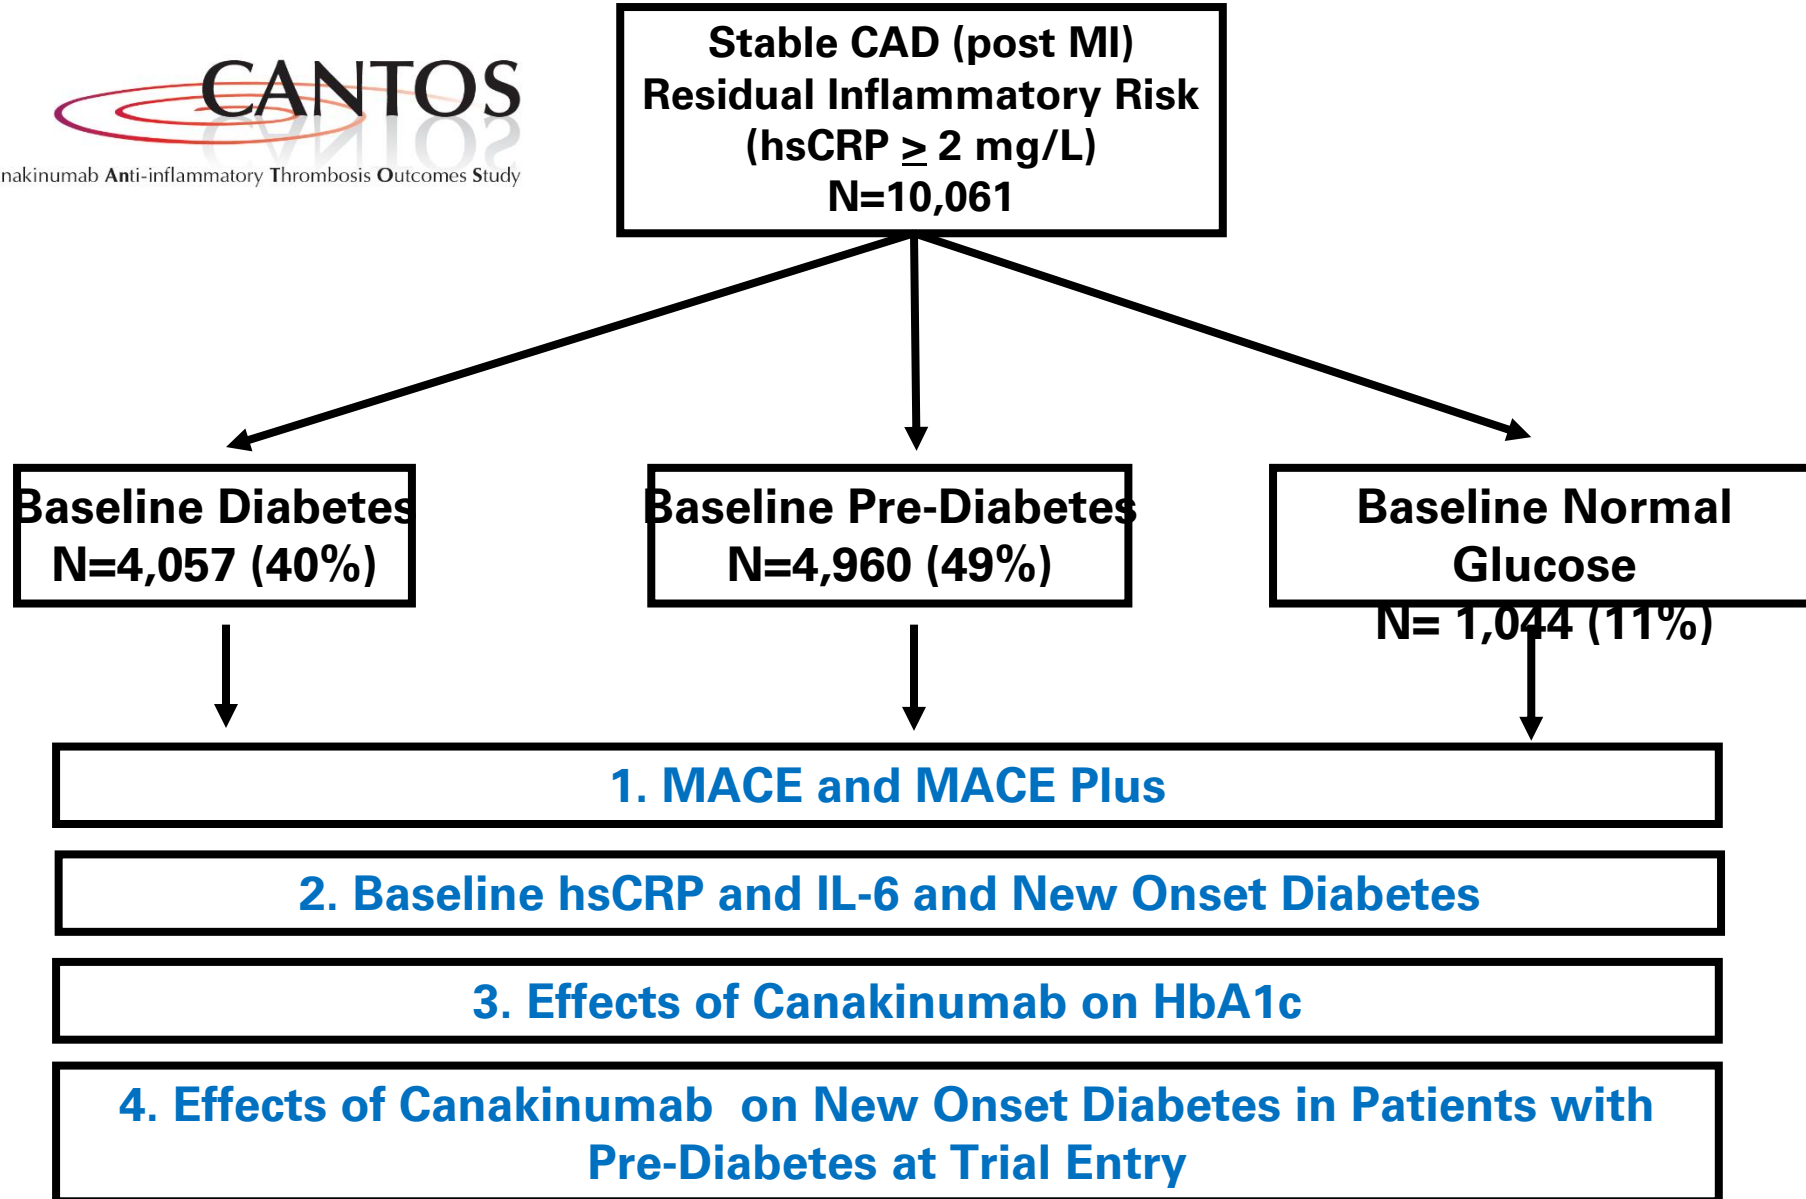 CANTOS
nakinumab Anti-inflammatory Thrombosis Outcomes Study
Stable CAD (post MI)
Residual Inflammatory Risk
(hsCRP ≥ 2 mg/L)
N=10,061
Baseline Diabetes
N=4,057 (40%)
Baseline Pre-Diabetes
N=4,960 (49%)
Baseline Normal
Glucose
N= 1,044 (11%)
1. MACE and MACE Plus
2. Baseline hsCRP and IL-6 and New Onset Diabetes
3. Effects of Canakinumab on HbA1c
4. Effects of Canakinumab  on New Onset Diabetes in Patients with
Pre-Diabetes at Trial Entry